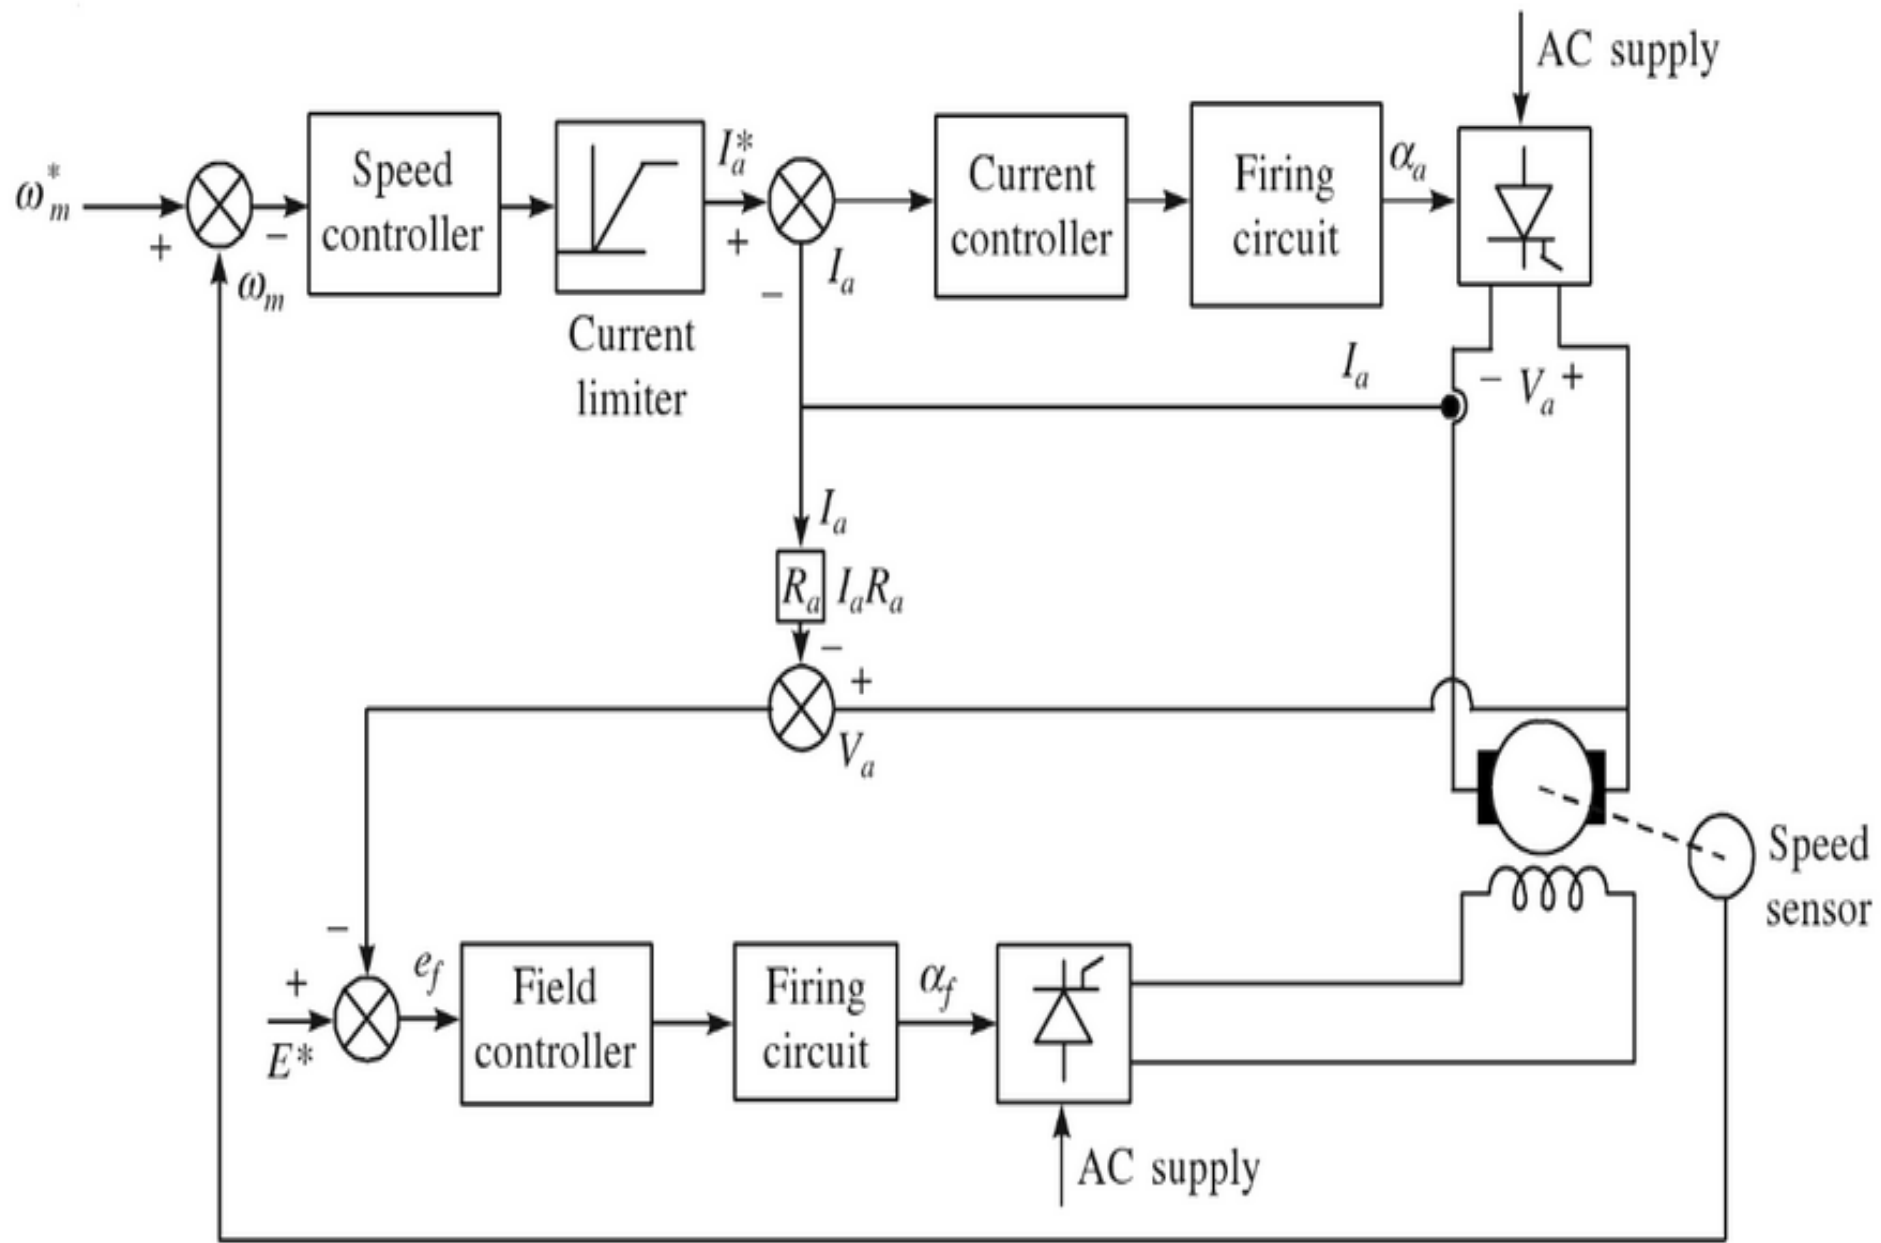 AC supply
ω*m
+
−
ωm
Speed
controller
Current
limiter
I*a
+
−
Ia
Current
controller
Firing
circuit
αa
Ia
− Va +
Ia
Ra
IaRa
−
+
Va
Speed
sensor
−
+
E*
ef
Field
controller
Firing
circuit
αf
AC supply